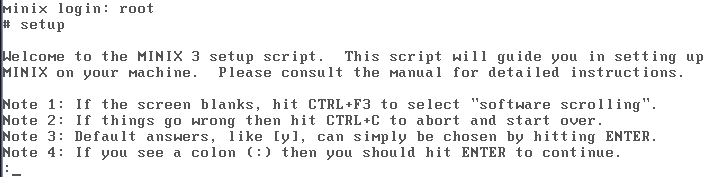 minix login: root
# setup
Welcome to the MINIX 3 setup script.  This script will guide you in setting up
MINIX on your machine.  Please consult the manual for detailed instructions.
Note 1: If the screen blanks, hit CTRL+F3 to select "software scrolling".
Note 2: If things go wrong then hit CTRL+C to abort and start over.
Note 3: Default answers, like [y], can simply be chosen by hitting ENTER.
Note 4: If you see a colon (:) then you should hit ENTER to continue.
:_